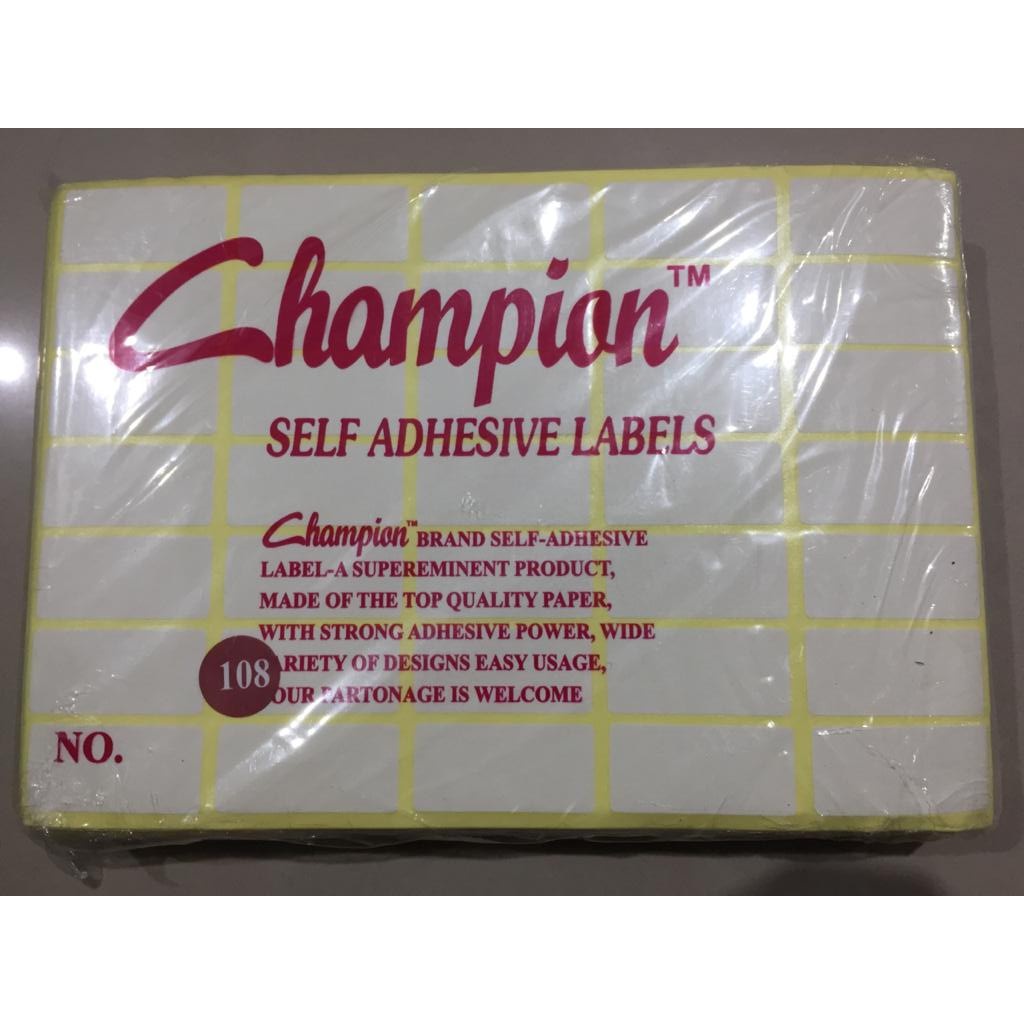 Champion™
SELF ADHESIVE LABELS
Champion™ BRAND SELF-ADHESIVE
LABEL-A SUPEREMINENT PRODUCT,
MADE OF THE TOP QUALITY PAPER,
WITH STRONG ADHESIVE POWER, WIDE
ARIETY OF DESIGNS EASY USAGE,
OUR PARTONAGE IS WELCOME
108
NO.